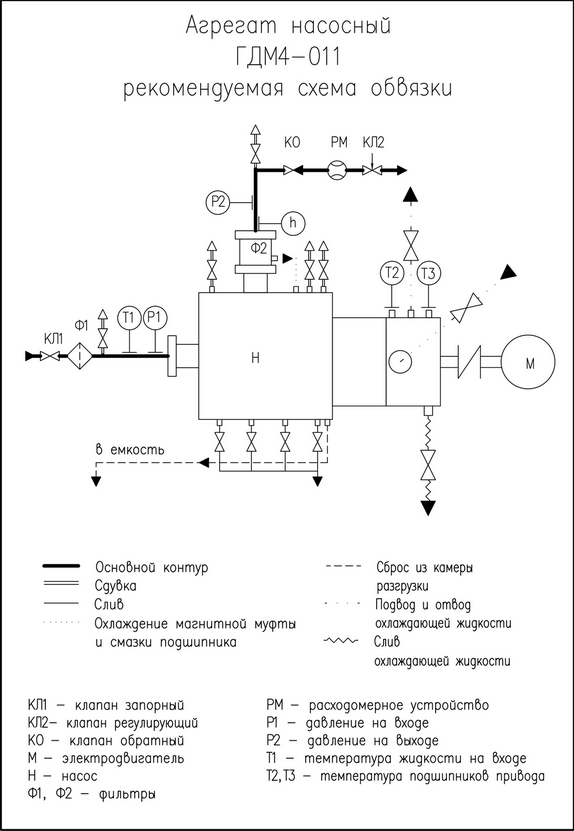 Агрегат насосный
ГДМ4-011
рекомендуемая схема обвязки
КО
РМ
КЛ2
Р2
h
Ф2
Т2
Т3
Ф1
Т1
Р1
КЛ1
Н
М
в емкость
Основной контур
Сдувка
Слив
Охлаждение магнитной муфты
и смазки подшипника
Сброс из камеры
разгрузки
Подвод и отвод
охлаждающей жидкости
Слив
охлаждающей жидкости
КЛ1 – клапан запорный
КЛ2– клапан регулирующий
КО – клапан обратный
М – электродвигатель
Н – насос
Ф1, Ф2 – фильтры
РМ – расходомерное устройство
Р1 – давление на входе
Р2 – давление на выходе
Т1 – температура жидкости на входе
Т2,Т3 – температура подшипников привода